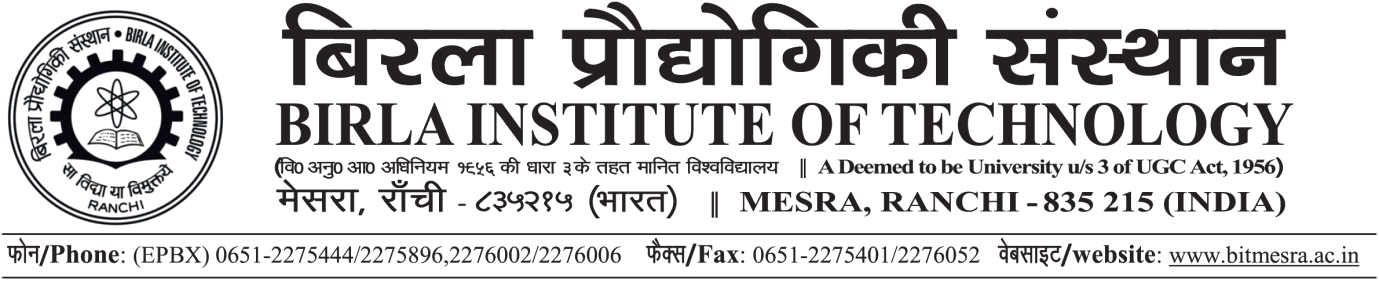 बिरला प्रौद्योगिकी संस्थान • BIRLA INSTITUTE OF TECHNOLOGY
सा विद्या या विमुक्तये
RANCHI
बिरला प्रौद्योगिकी संस्थान
BIRLA INSTITUTE OF TECHNOLOGY
(वि० अनु० आ० अधिनियम १९५६ की धारा ३ के तहत मानित विश्वविद्यालय || A Deemed to be University u/s 3 of UGC Act, 1956)
मेसरा, राँची - ८३५२१५ (भारत) || MESRA, RANCHI - 835 215 (INDIA)
फोन/Phone: (EPBX) 0651-2275444/2275896,2276002/2276006 फैक्स/Fax: 0651-2275401/2276052 वेबसाइट/website: www.bitmesra.ac.in